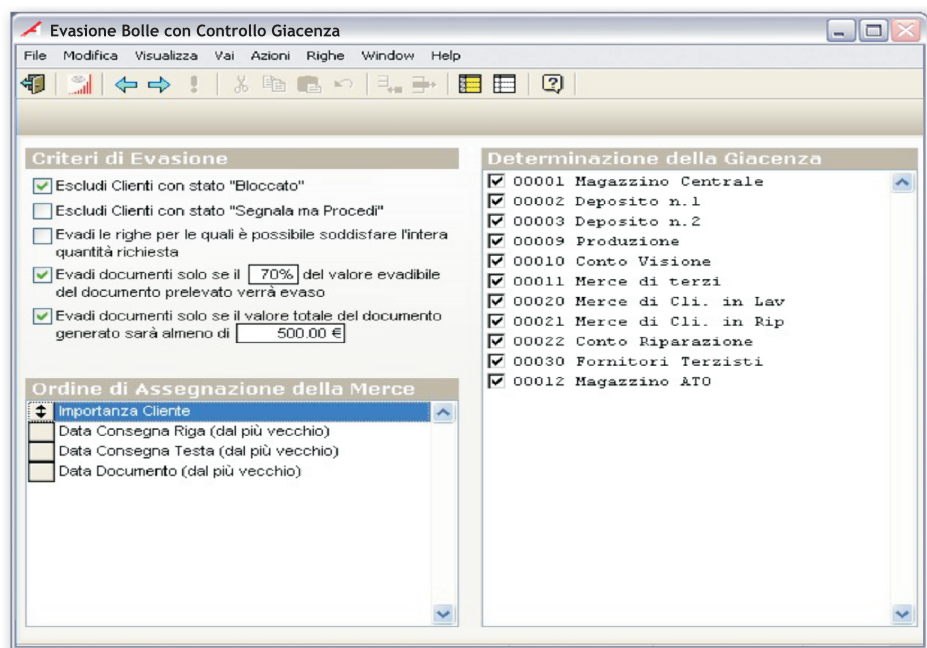 Evasione Bolle con Controllo Giacenza
File Modifica Visualizza Vai Azioni Righe Window Help
Criteri di Evasione
Escludi Clienti con stato "Bloccato"
Escludi Clienti con stato "Segnala ma Procedi"
Evadi le righe per le quali è possibile soddisfare l'intera
quantità richiesta
Evadi documenti solo se il 70% del valore evadibile
del documento prelevato verrà evaso
Evadi documenti solo se il valore totale del documento
generato sarà almeno di 500.00 €
Ordine di Assegnazione della Merce
Importanza Cliente
Data Consegna Riga (dal più vecchio)
Data Consegna Testa (dal più vecchio)
Data Documento (dal più vecchio)
Determinazione della Giacenza
00001 Magazzino Centrale
00002 Deposito n.1
00003 Deposito n.2
00009 Produzione
00010 Conto Visione
00011 Merce di terzi
00020 Merce di Cli. in Lav
00021 Merce di Cli. in Rip
00022 Conto Riparazione
00030 Fornitori Terzisti
00012 Magazzino ATO